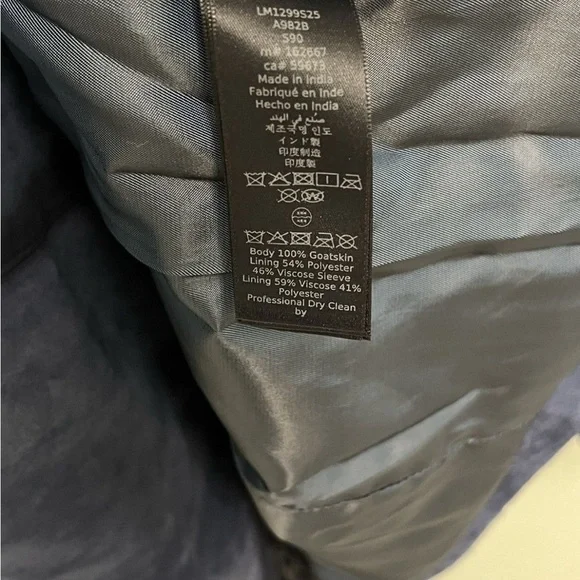 LM1299S25
A982B
S90
m# 162667
ca# 59673
Made in India
Fabriqué en Inde
Hecho en India
صنع في الهند
제조국명 인도
インド製
印度制造
印度製
Body 100% Goatskin
Lining 54% Polyester
46% Viscose Sleeve
Lining 59% Viscose 41%
Polyester
Professional Dry Clean
by